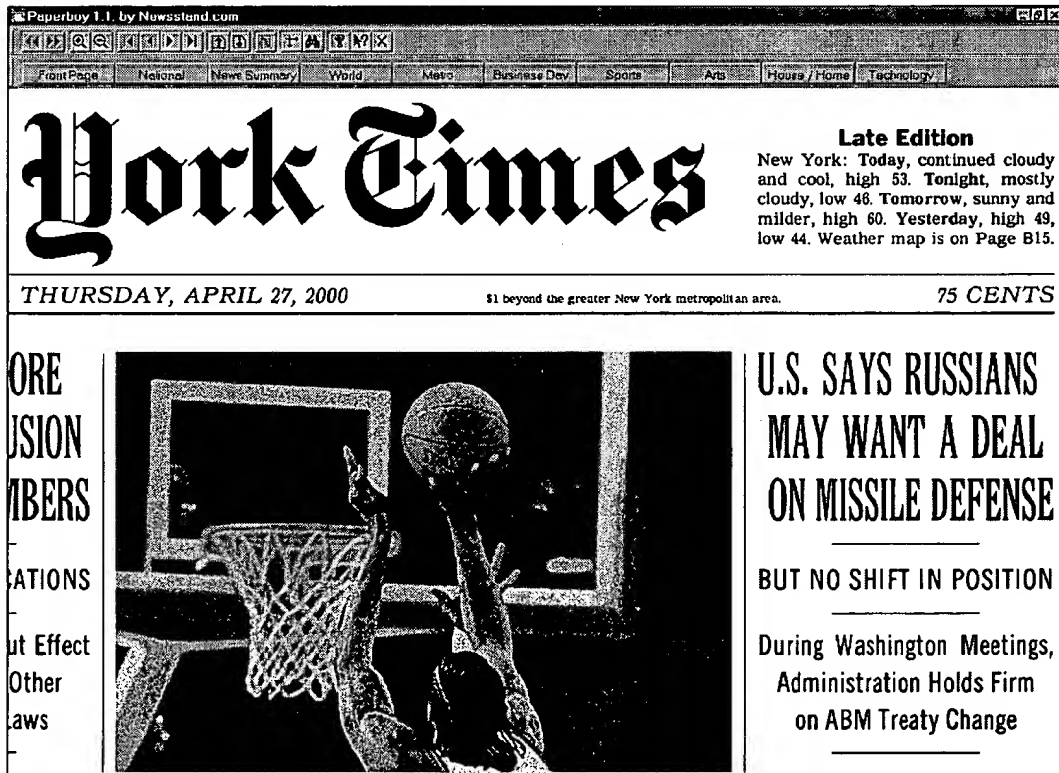 Paperboy 1.1. by Newsstand.com
Front Page National News Summary World Metro Business Day Sports Arts House / Home Technology
York Times
Late Edition
New York: Today, continued cloudy
and cool, high 53. Tonight, mostly
cloudy, low 46. Tomorrow, sunny and
milder, high 60. Yesterday, high 49,
low 44. Weather map is on Page B15.
THURSDAY, APRIL 27, 2000 $1 beyond the greater New York metropolitan area. 75 CENTS
ORE
USION
MBERS
CATIONS
ut Effect
Other
Laws
U.S. SAYS RUSSIANS
MAY WANT A DEAL
ON MISSILE DEFENSE
BUT NO SHIFT IN POSITION
During Washington Meetings,
Administration Holds Firm
on ABM Treaty Change